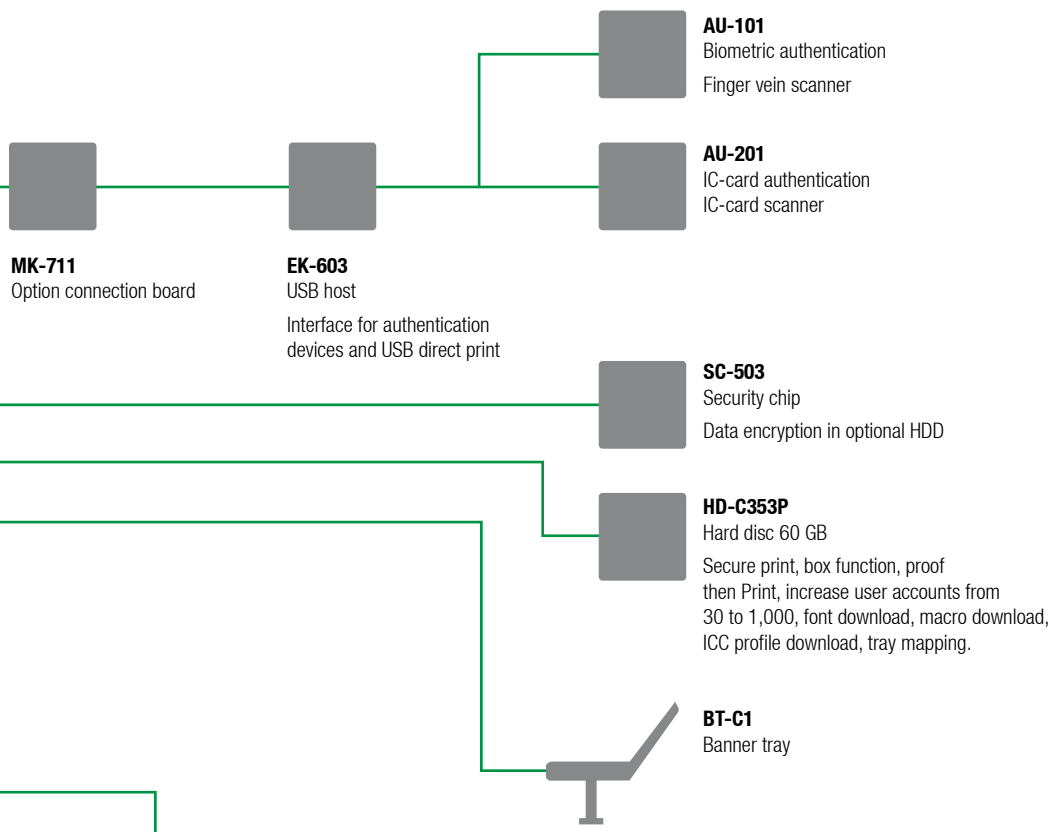 AU-101
Biometric authentication
Finger vein scanner
AU-201
IC-card authentication
IC-card scanner
MK-711
Option connection board
EK-603
USB host
Interface for authentication
devices and USB direct print
SC-503
Security chip
Data encryption in optional HDD
HD-C353P
Hard disc 60 GB
Secure print, box function, proof
then Print, increase user accounts from
30 to 1,000, font download, macro download,
ICC profile download, tray mapping.
BT-C1
Banner tray